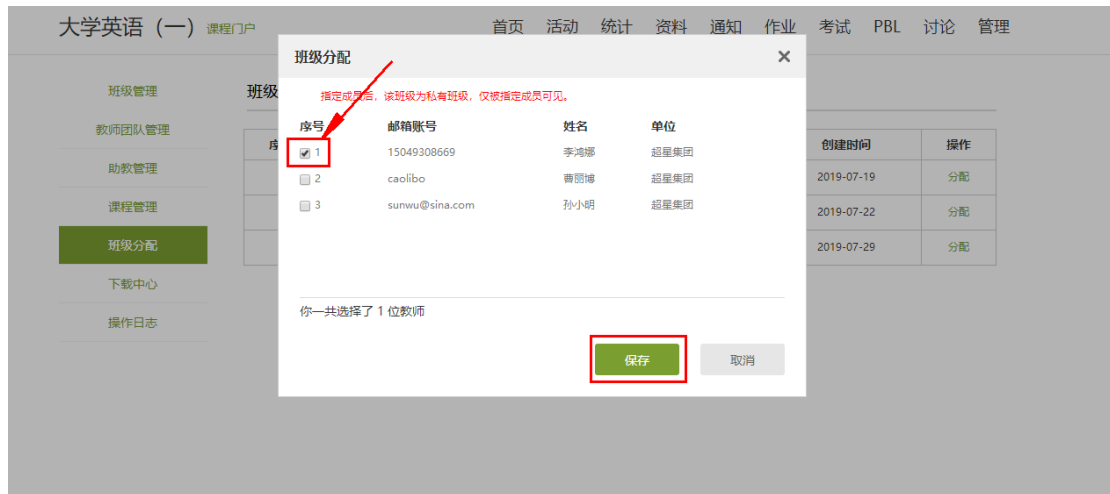 大学英语（一） 课程门户 首页 活动 统计 资料 通知 作业 考试 PBL 讨论 管理
班级管理
教师团队管理
助教管理
课程管理
班级分配
下载中心
操作日志
班级
序
班级分配 ×
指定成员后，该班级为私有班级，仅被指定成员可见。
序号 邮箱账号 姓名 单位
1 15049308669 李鸿娜 超星集团
2 caolibo 曹丽博 超星集团
3 sunwu@sina.com 孙小明 超星集团
你一共选择了 1 位教师
保存 取消
创建时间 操作
2019-07-19 分配
2019-07-22 分配
2019-07-29 分配